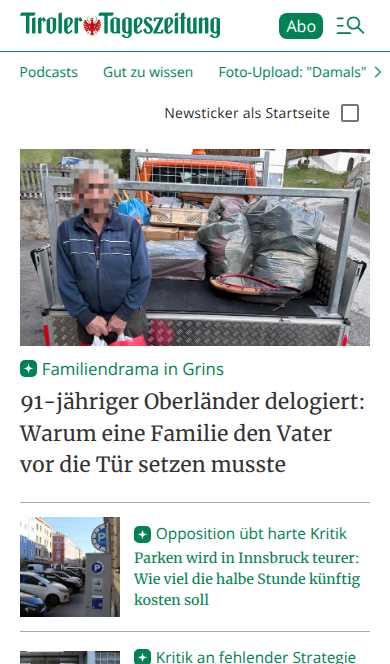 Tiroler Tageszeitung
Abo
Podcasts Gut zu wissen Foto-Upload: "Damals"
Newsticker als Startseite
Familiendrama in Grins
91-jähriger Oberländer delogiert:
Warum eine Familie den Vater
vor die Tür setzen musste
Opposition übt harte Kritik
Parken wird in Innsbruck teurer:
Wie viel die halbe Stunde künftig
kosten soll
Kritik an fehlender Strategie